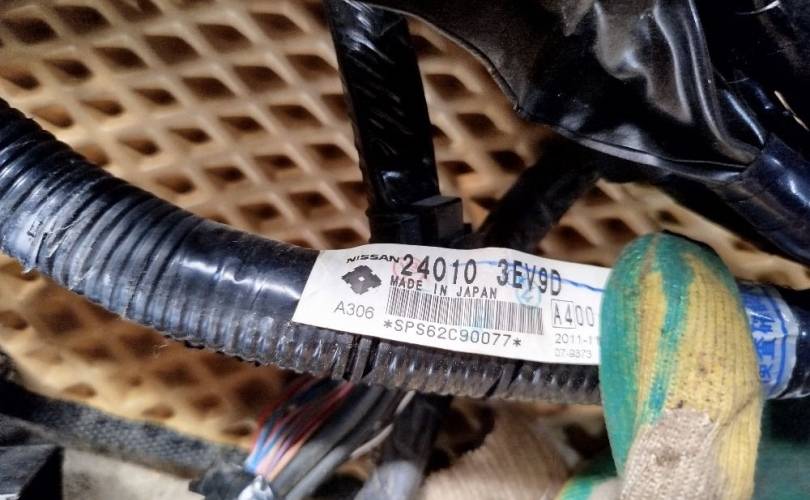 NISSAN 24010 3EV9D
MADE IN JAPAN
A306
A400
*SPS62C90077*
2011-11
07-9373